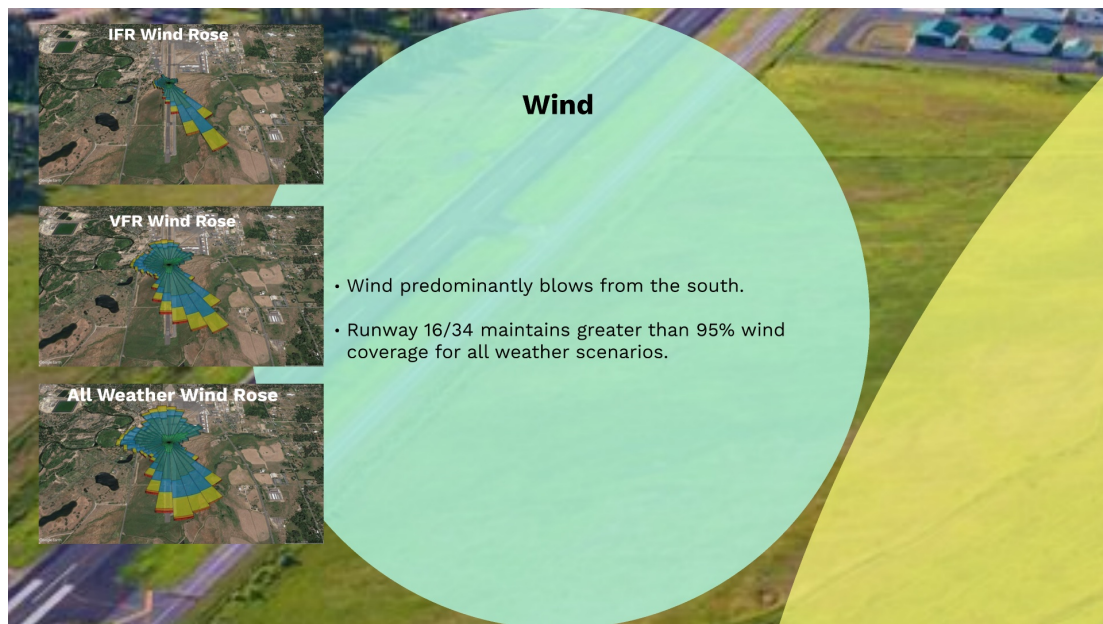 IFR Wind Rose
VFR Wind Rose
All Weather Wind Rose
Wind
• Wind predominantly blows from the south.
• Runway 16/34 maintains greater than 95% wind
coverage for all weather scenarios.